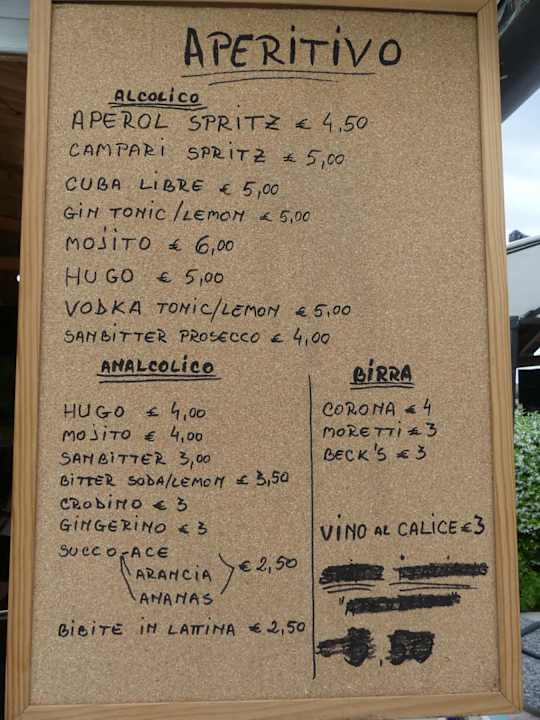 APERITIVO
ALCOLICO
APEROL SPRITZ € 4,50
CAMPARI SPRITZ € 5,00
CUBA LIBRE € 5,00
GIN TONIC/LEMON € 5,00
MOJITO € 6,00
HUGO € 5,00
VODKA TONIC/LEMON € 5,00
SANBITTER PROSECCO € 4,00
ANALCOLICO
HUGO € 4,00
MOJITO € 4,00
SANBITTER 3,00
BITTER SODA/LEMON € 3,50
CRODINO € 3
GINGERINO € 3
SUCCO-ACE
ARANCIA
ANANAS
€ 2,50
BIBITE IN LATTINA € 2,50
BIRRA
CORONA € 4
MORETTI € 3
BECK'S € 3
VINO AL CALICE € 3